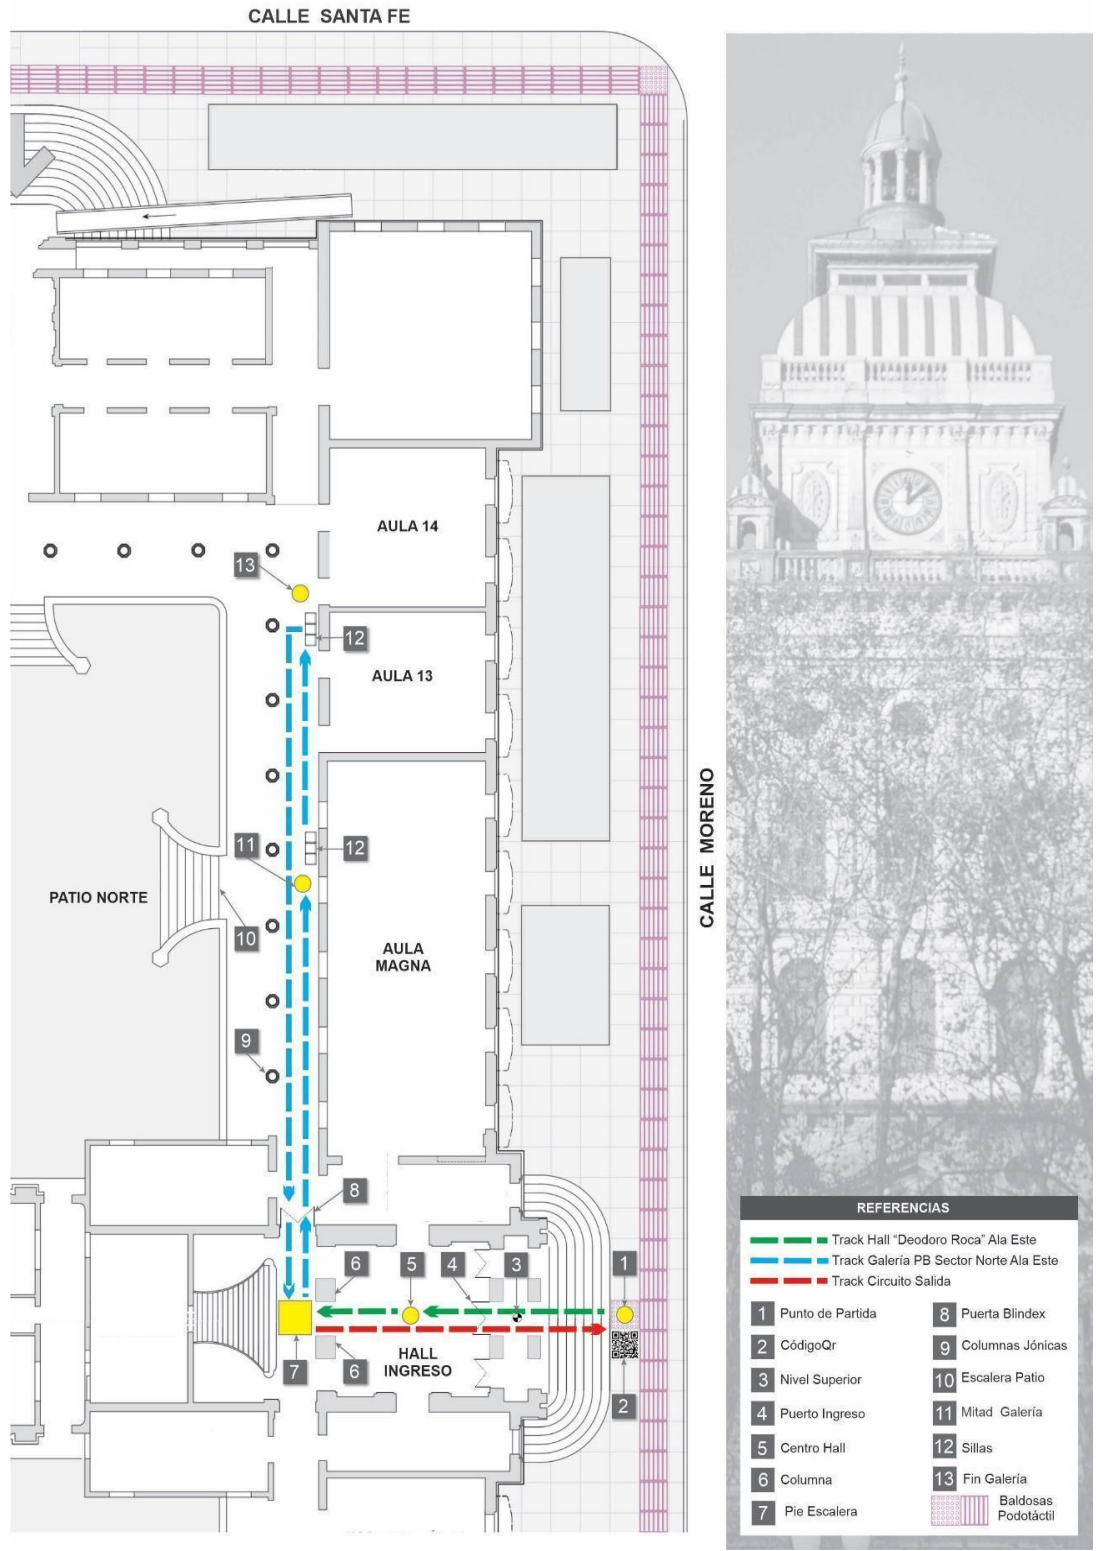 CALLE SANTA FE
AULA 14
13
12
AULA 13
CALLE MORENO
11
12
PATIO NORTE
10
AULA
MAGNA
9
8
6
5
4
3
1
HALL
INGRESO
7
6
2
REFERENCIAS
Track Hall “Deodoro Roca” Ala Este
Track Galería PB Sector Norte Ala Este
Track Circuito Salida
1 Punto de Partida
2 CódigoQr
3 Nivel Superior
4 Puerto Ingreso
5 Centro Hall
6 Columna
7 Pie Escalera
8 Puerta Blindex
9 Columnas Jónicas
10 Escalera Patio
11 Mitad Galería
12 Sillas
13 Fin Galería
Baldosas
Podotáctil